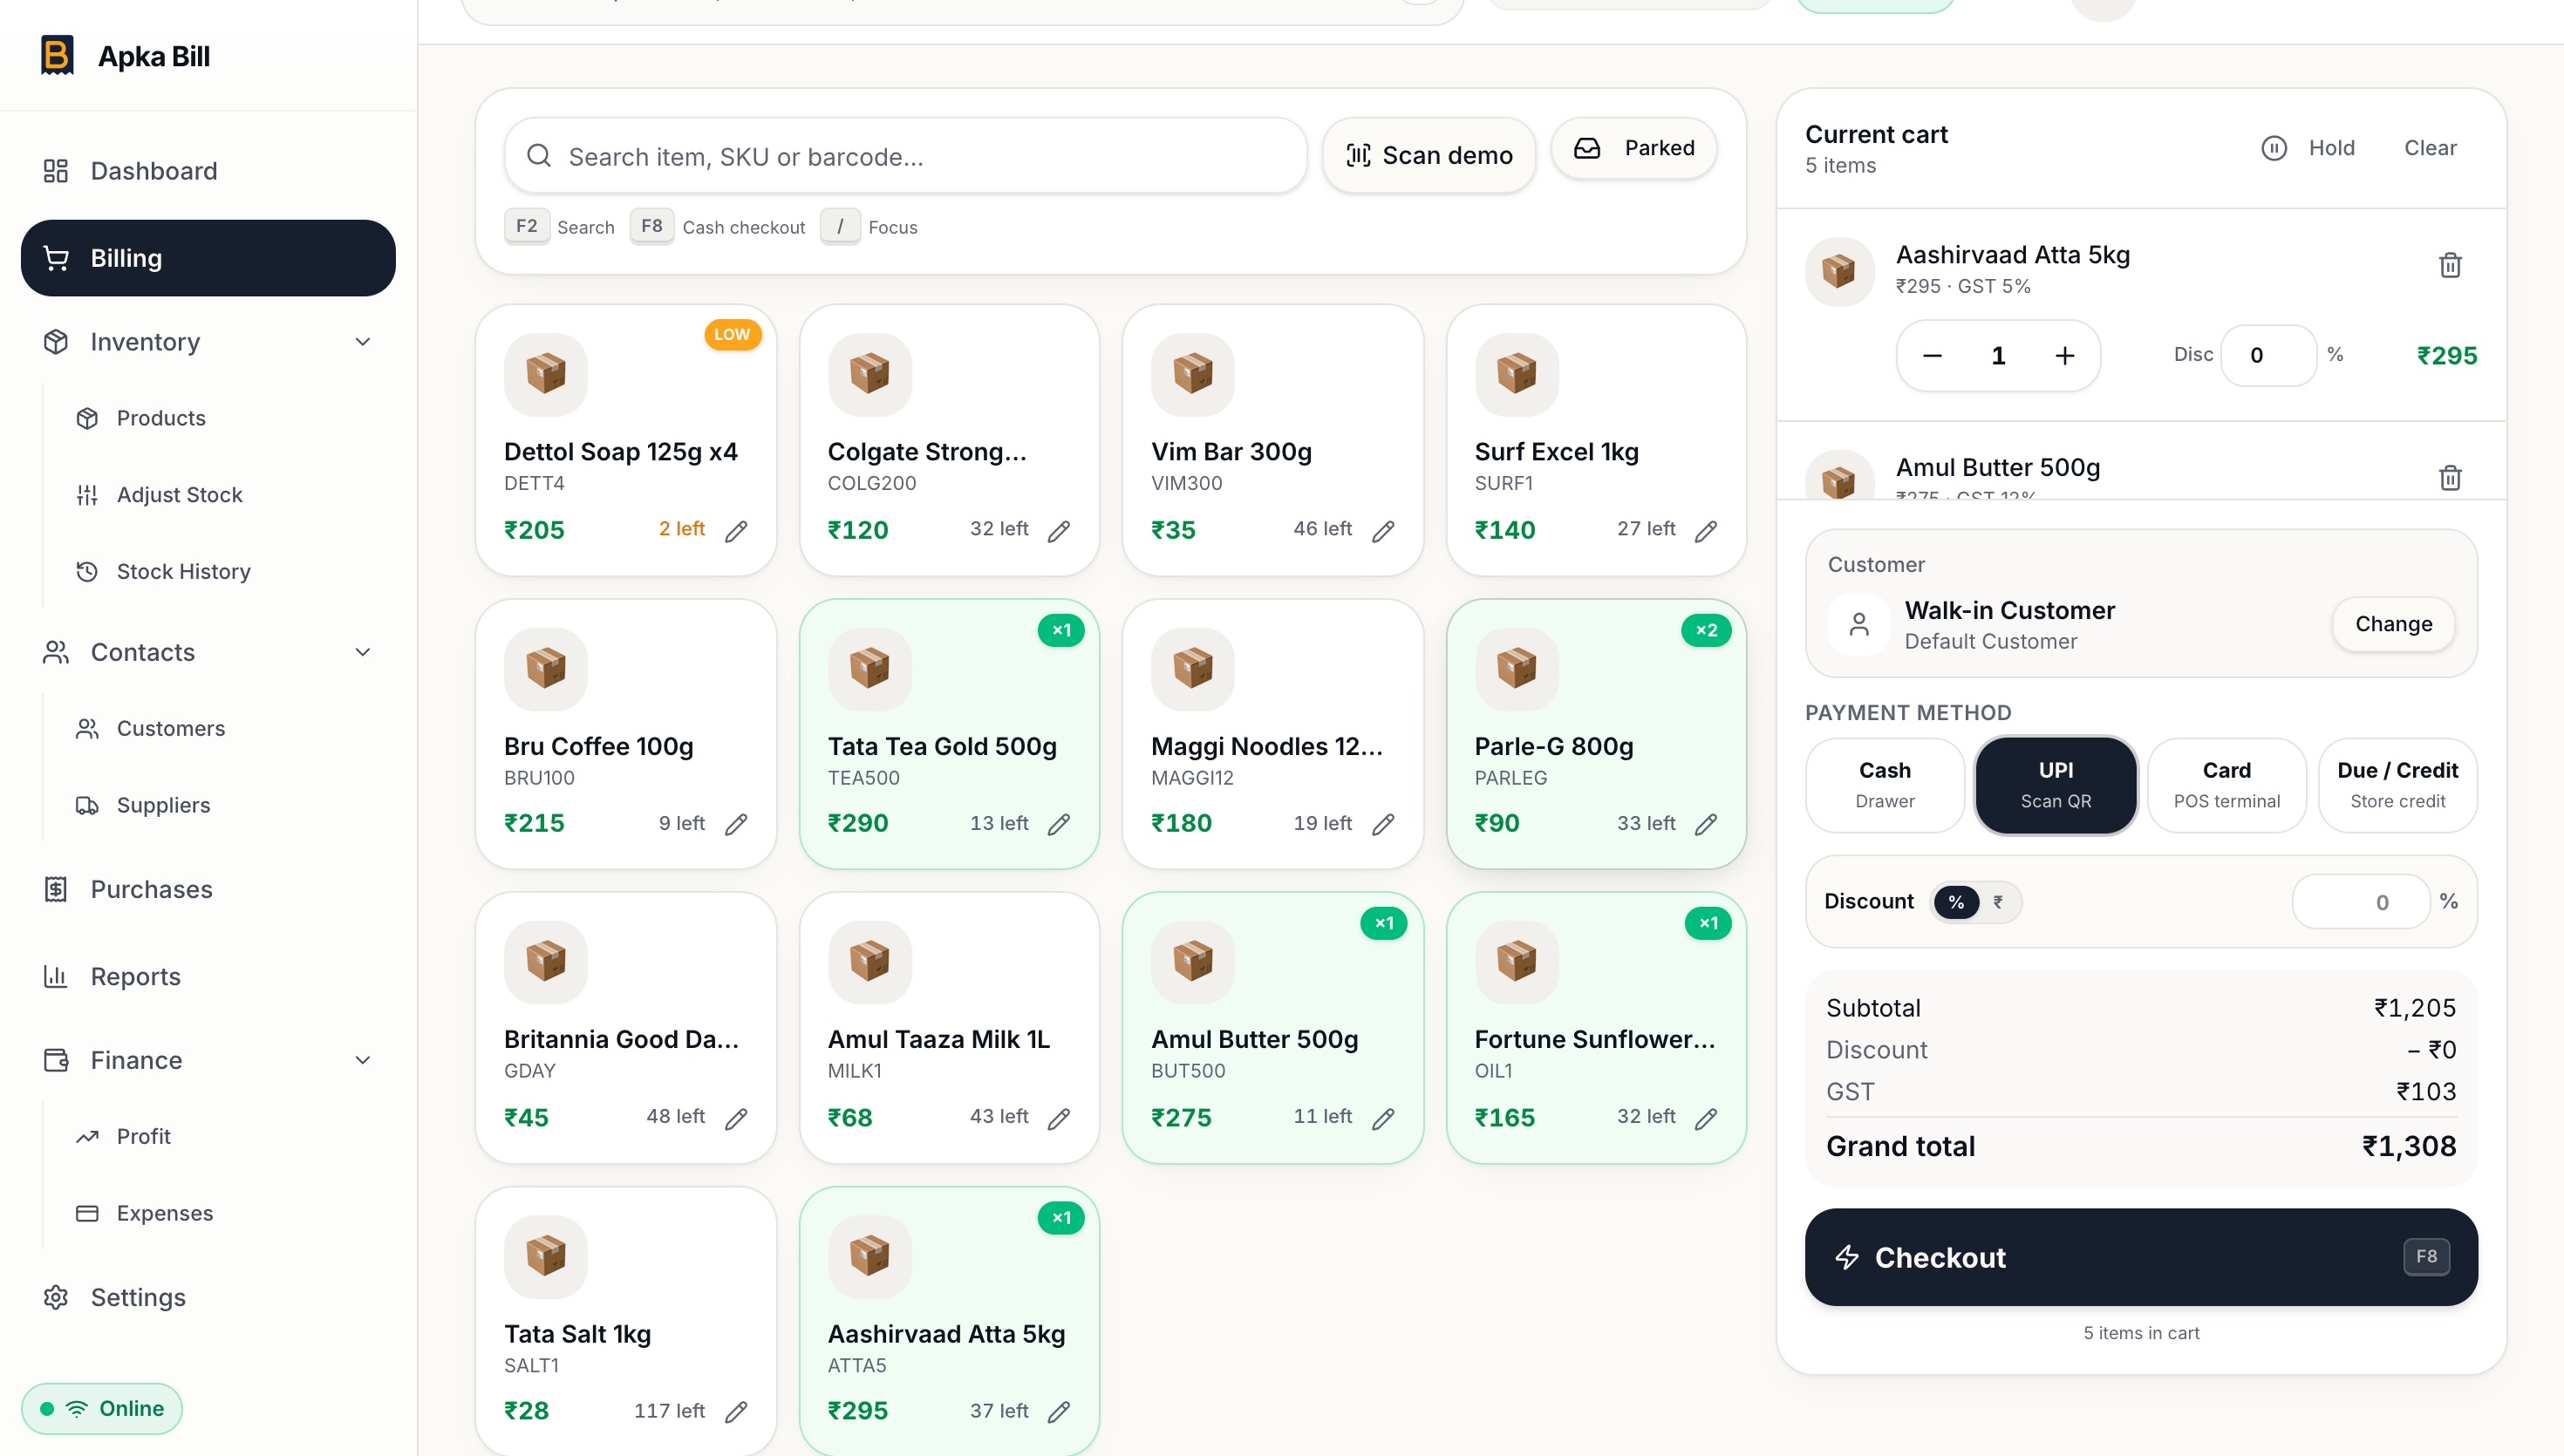 Apka Bill
Dashboard
Billing
Inventory
Products
Adjust Stock
Stock History
Contacts
Customers
Suppliers
Purchases
Reports
Finance
Profit
Expenses
Settings
Online
Search item, SKU or barcode...
Scan demo
Parked
F2 Search F8 Cash checkout / Focus
LOW
Dettol Soap 125g x4
DETT4
₹205 2 left
Colgate Strong...
COLG200
₹120 32 left
Vim Bar 300g
VIM300
₹35 46 left
Surf Excel 1kg
SURF1
₹140 27 left
Bru Coffee 100g
BRU100
₹215 9 left
×1
Tata Tea Gold 500g
TEA500
₹290 13 left
Maggi Noodles 12...
MAGGI12
₹180 19 left
×2
Parle-G 800g
PARLEG
₹90 33 left
Britannia Good Da...
GDAY
₹45 48 left
Amul Taaza Milk 1L
MILK1
₹68 43 left
×1
Amul Butter 500g
BUT500
₹275 11 left
×1
Fortune Sunflower...
OIL1
₹165 32 left
Tata Salt 1kg
SALT1
₹28 117 left
×1
Aashirvaad Atta 5kg
ATTA5
₹295 37 left
Current cart
5 items
Hold
Clear
Aashirvaad Atta 5kg
₹295 · GST 5%
− 1 + Disc 0 % ₹295
Amul Butter 500g
₹275 · GST 12%
Customer
Walk-in Customer
Default Customer
Change
PAYMENT METHOD
Cash
Drawer
UPI
Scan QR
Card
POS terminal
Due / Credit
Store credit
Discount % ₹ 0 %
Subtotal ₹1,205
Discount − ₹0
GST ₹103
Grand total ₹1,308
Checkout F8
5 items in cart